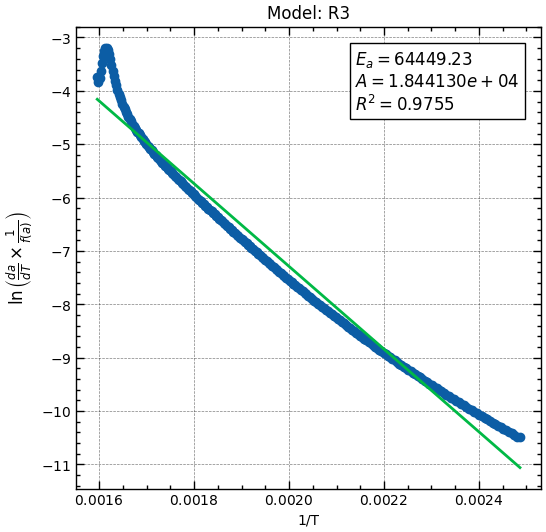 Model: R3
E_a = 64449.23
A = 1.844130e + 04
R^2 = 0.9755
ln(da/dT × 1/f(a))
−3
−4
−5
−6
−7
−8
−9
−10
−11
0.0016 0.0018 0.0020 0.0022 0.0024
1/T